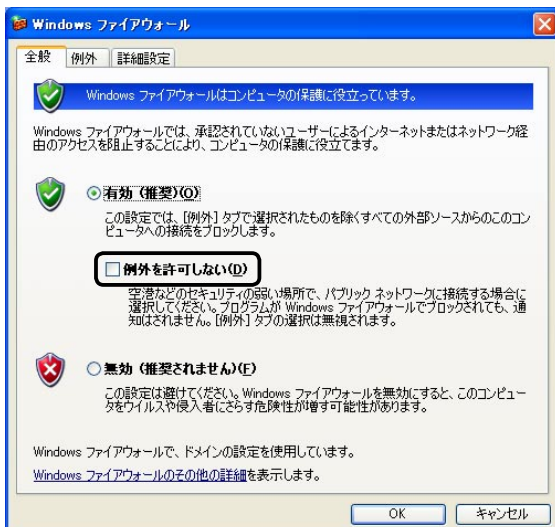 Windows ファイアウォール
全般 例外 詳細設定
Windows ファイアウォールはコンピュータの保護に役立っています。
Windows ファイアウォールでは、承認されていないユーザーによるインターネットまたはネットワーク経
由のアクセスを阻止することにより、コンピュータの保護に役立てます。
有効 (推奨)(O)
この設定では、[例外] タブで選択されたものを除くすべての外部ソースからのこのコン
ピュータへの接続をブロックします。
例外を許可しない(D)
空港などのセキュリティの弱い場所で、パブリック ネットワークに接続する場合に
選択してください。プログラムが Windows ファイアウォールでブロックされても、通
知はされません。[例外] タブの選択は無視されます。
無効 (推奨されません)(F)
この設定は避けてください。Windows ファイアウォールを無効にすると、このコンピュー
タをウイルスや侵入者にさらす危険性が増す可能性があります。
Windows ファイアウォールで、ドメインの設定を使用しています。
Windows ファイアウォールのその他の詳細を表示します。
OK キャンセル